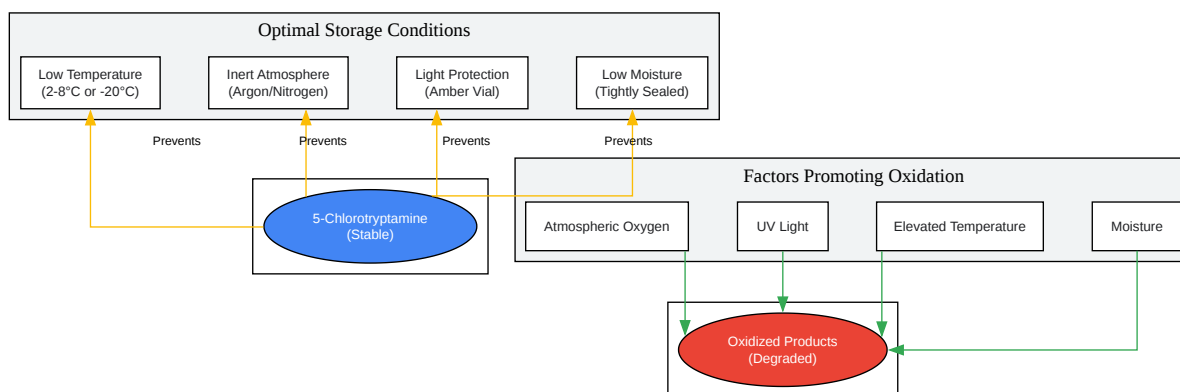 Optimal Storage Conditions
Low Temperature
(2-8°C or -20°C)
Inert Atmosphere
(Argon/Nitrogen)
Light Protection
(Amber Vial)
Low Moisture
(Tightly Sealed)
Prevents
Prevents
Prevents
Prevents
Factors Promoting Oxidation
5-Chlorotryptamine
(Stable)
Atmospheric Oxygen
UV Light
Elevated Temperature
Moisture
Oxidized Products
(Degraded)